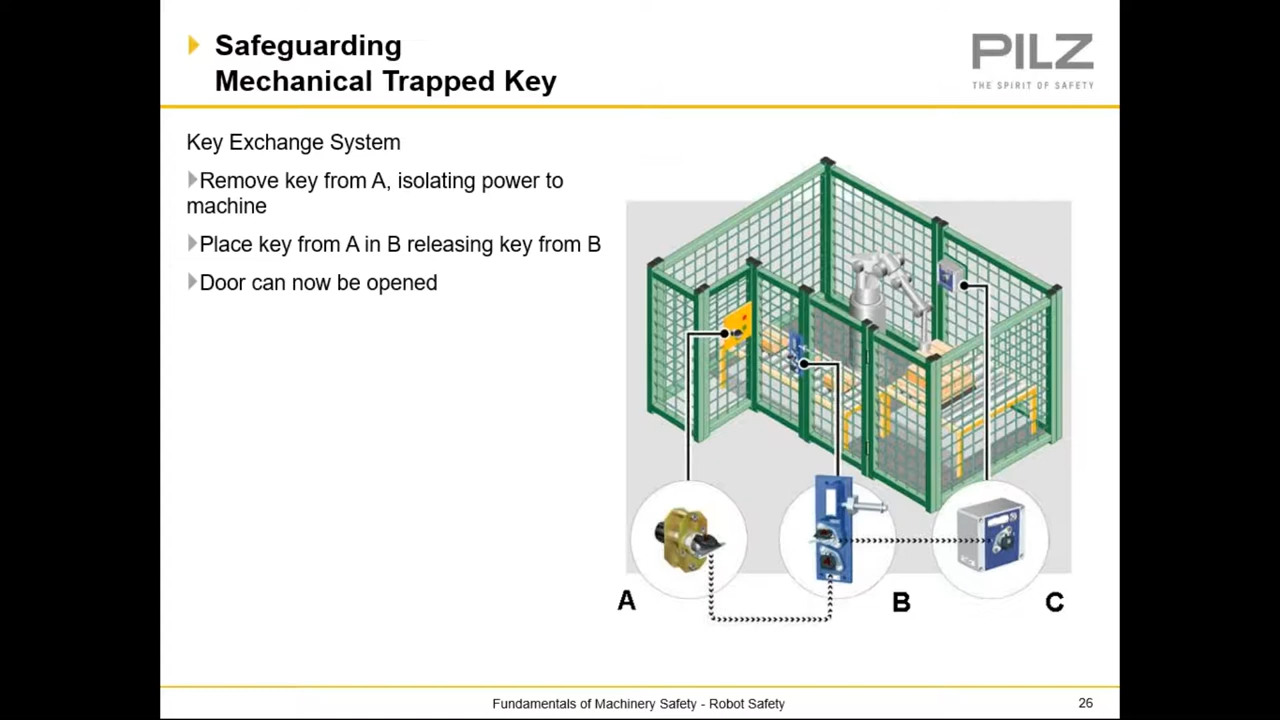 Safeguarding
Mechanical Trapped Key
PILZ
THE SPIRIT OF SAFETY
Key Exchange System
Remove key from A, isolating power to
machine
Place key from A in B releasing key from B
Door can now be opened
A
B
C
Fundamentals of Machinery Safety - Robot Safety
26